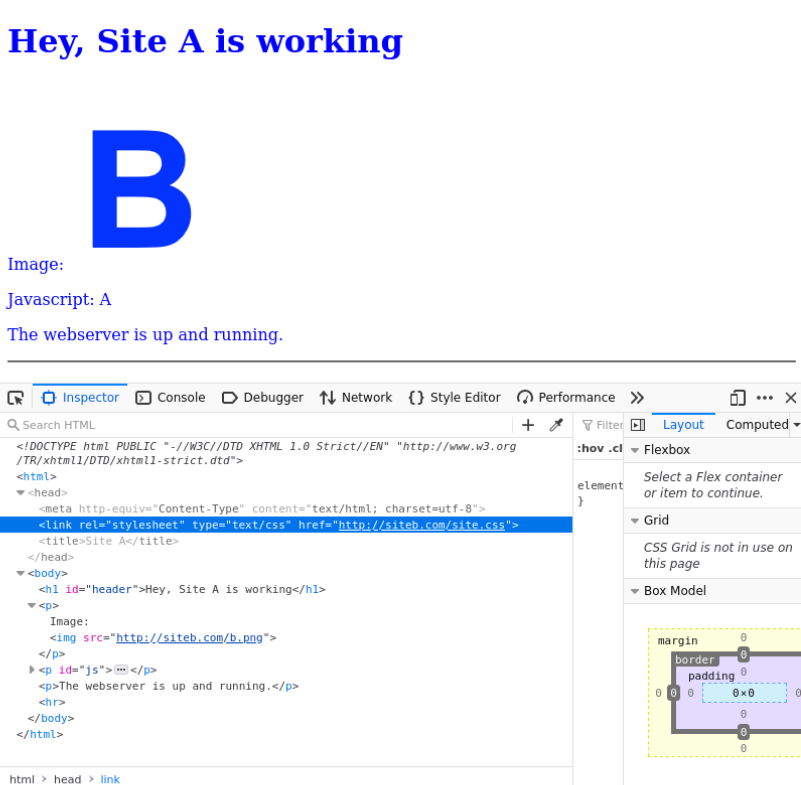 Hey, Site A is working
B
Image:
Javascript: A
The webserver is up and running.
Inspector Console Debugger Network Style Editor Performance
Search HTML
Filter
Layout Computed
<!DOCTYPE html PUBLIC "-//W3C//DTD XHTML 1.0 Strict//EN" "http://www.w3.org
/TR/xhtml1/DTD/xhtml1-strict.dtd">
<html>
<head>
<meta http-equiv="Content-Type" content="text/html; charset=utf-8">
<link rel="stylesheet" type="text/css" href="http://siteb.com/site.css">
<title>Site A</title>
</head>
<body>
<h1 id="header">Hey, Site A is working</h1>
<p>
Image:
<img src="http://siteb.com/b.png">
</p>
<p id="js"> ••• </p>
<p>The webserver is up and running.</p>
<hr>
</body>
</html>
html > head > link
:hov .cl
element
}
Flexbox
Select a Flex container
or item to continue.
Grid
CSS Grid is not in use on
this page
Box Model
margin 0
border 0
padding 0
0 0 0 0×0 0
0
0
0